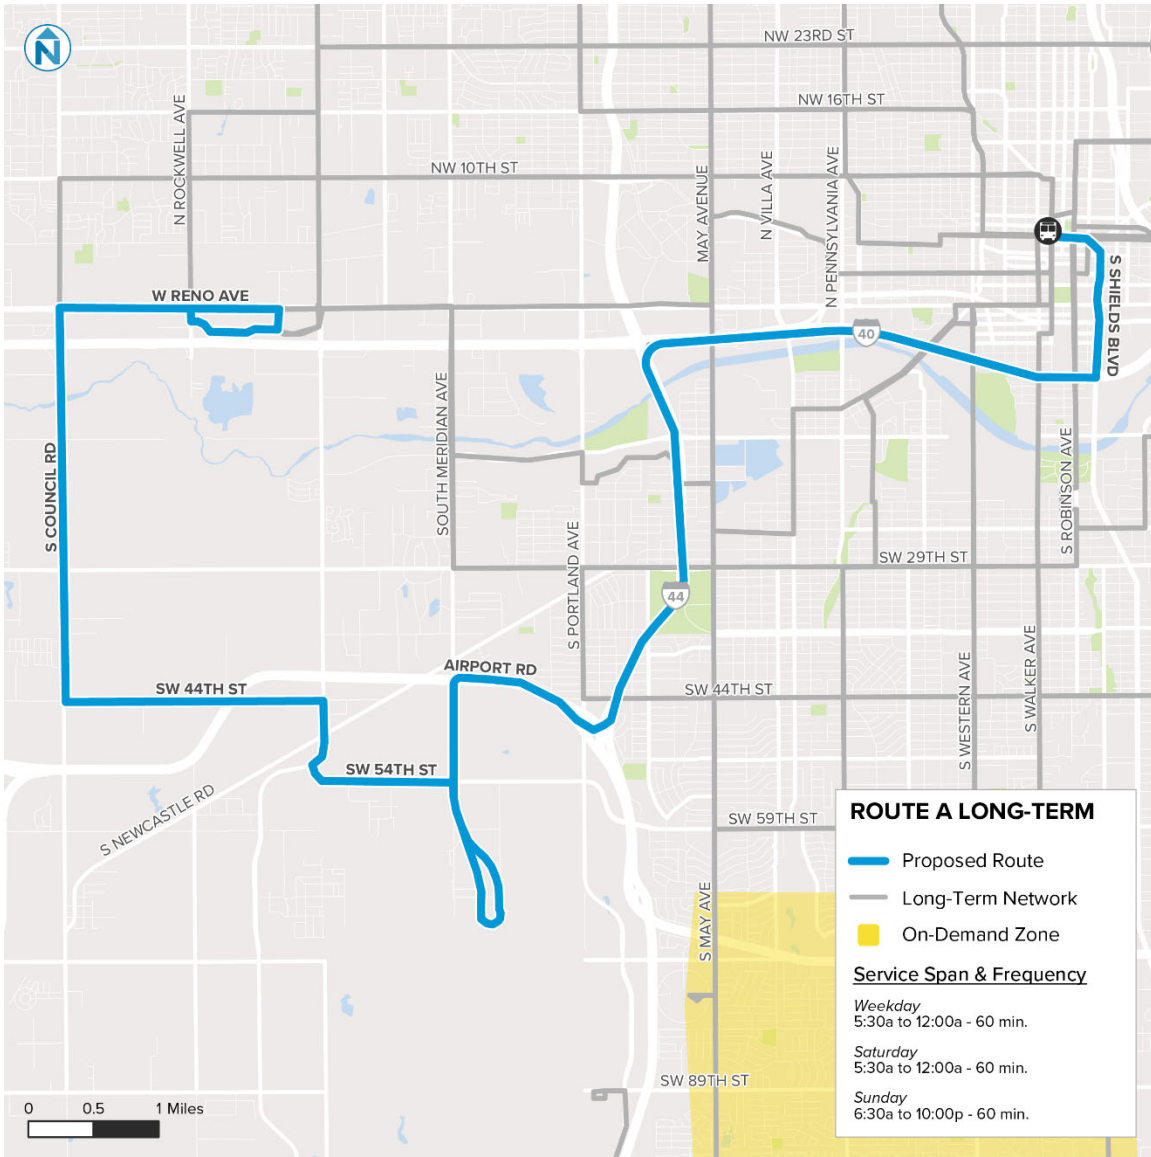 N
NW 23RD ST
NW 16TH ST
N ROCKWELL AVE
NW 10TH ST
MAY AVENUE
N VILLA AVE
N PENNSYLVANIA AVE
W RENO AVE
S SHIELDS BLVD
40
SOUTH MERIDIAN AVE
S COUNCIL RD
S ROBINSON AVE
S PORTLAND AVE
SW 29TH ST
44
AIRPORT RD
SW 44TH ST
SW 44TH ST
S WESTERN AVE
S WALKER AVE
SW 54TH ST
S NEWCASTLE RD
SW 59TH ST
S MAY AVE
SW 89TH ST
ROUTE A LONG-TERM
Proposed Route
Long-Term Network
On-Demand Zone
Service Span & Frequency
Weekday
5:30a to 12:00a - 60 min.
Saturday
5:30a to 12:00a - 60 min.
Sunday
6:30a to 10:00p - 60 min.
0 0.5 1 Miles